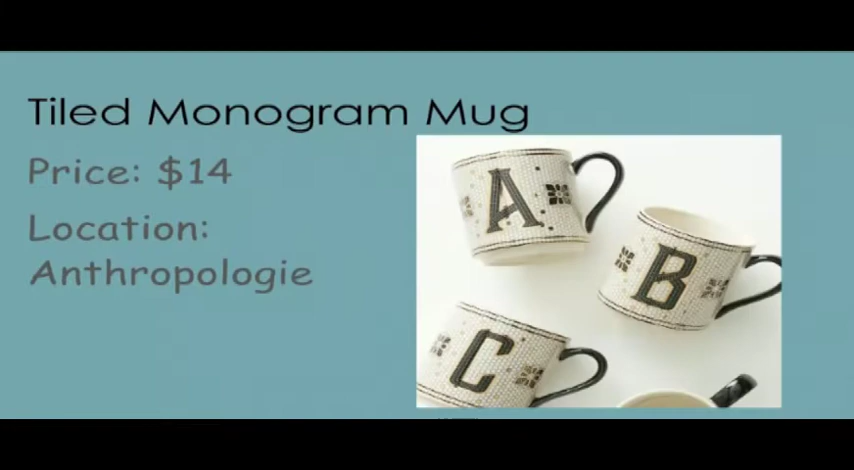 Tiled Monogram Mug
Price: $14
Location:
Anthropologie
A
B
C